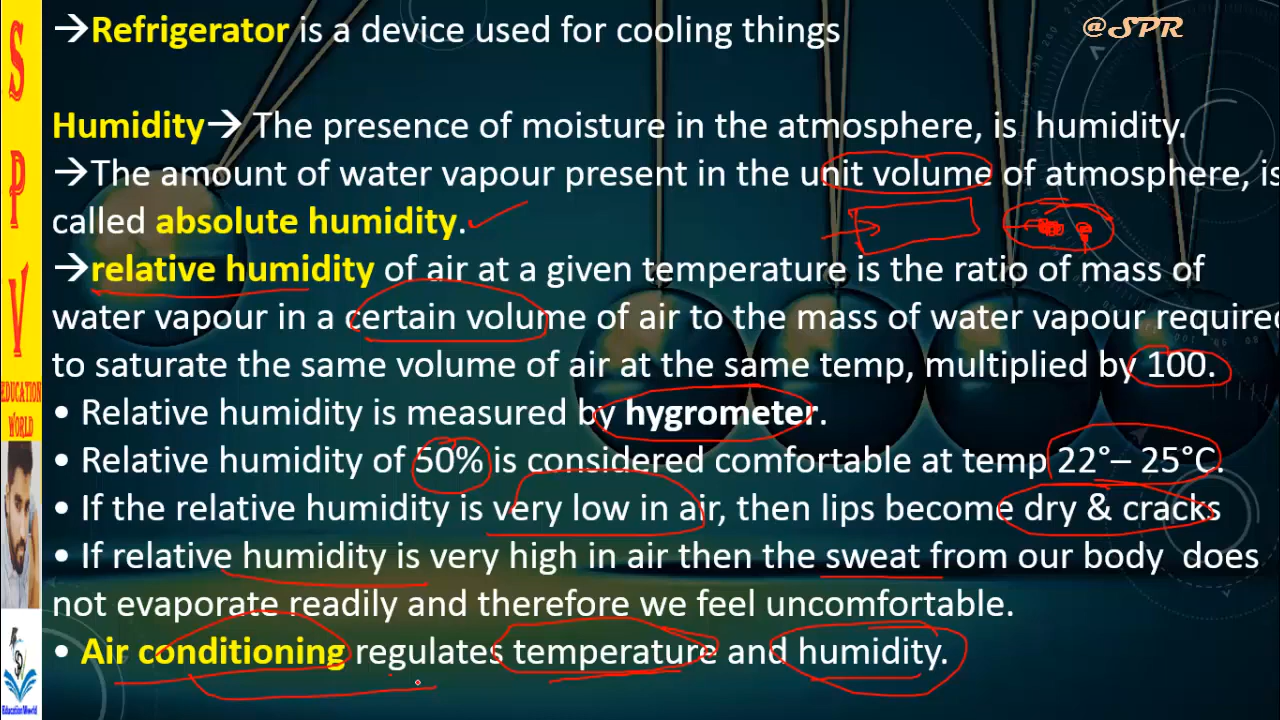 →Refrigerator is a device used for cooling things
@SPR
Humidity→ The presence of moisture in the atmosphere, is humidity.
→The amount of water vapour present in the unit volume of atmosphere, is
called absolute humidity.
→relative humidity of air at a given temperature is the ratio of mass of
water vapour in a certain volume of air to the mass of water vapour required
to saturate the same volume of air at the same temp, multiplied by 100.
• Relative humidity is measured by hygrometer.
• Relative humidity of 50% is considered comfortable at temp 22°– 25°C.
• If the relative humidity is very low in air, then lips become dry & cracks
• If relative humidity is very high in air then the sweat from our body does
not evaporate readily and therefore we feel uncomfortable.
• Air conditioning regulates temperature and humidity.
S
P
V
EDUCATION
WORLD
Education World